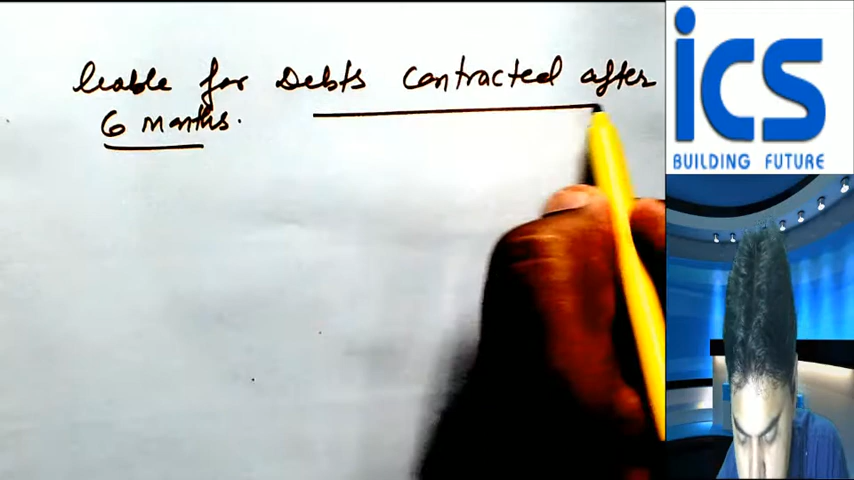 liable for Debts contracted after
6 months.
ics
BUILDING FUTURE